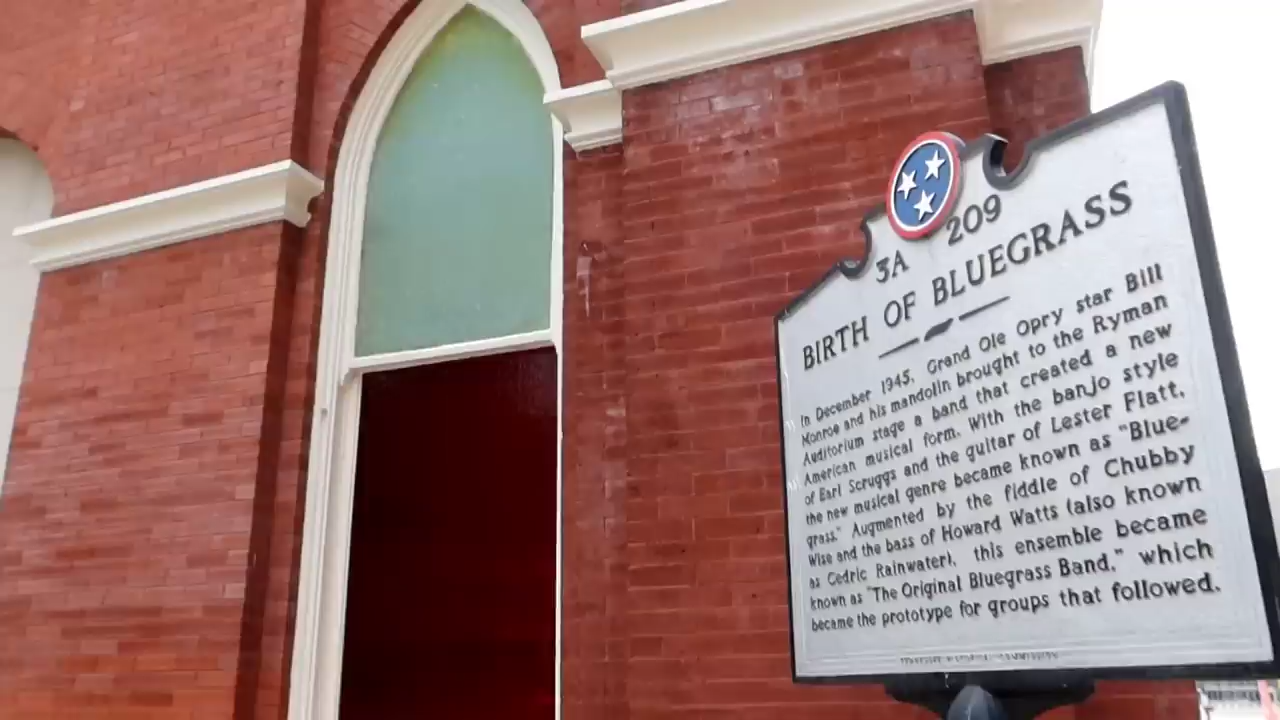 3A 209
BIRTH OF BLUEGRASS
In December 1945, Grand Ole Opry star Bill
Monroe and his mandolin brought to the Ryman
Auditorium stage a band that created a new
American musical form. With the banjo style
of Earl Scruggs and the guitar of Lester Flatt,
the new musical genre became known as "Blue-
grass." Augmented by the fiddle of Chubby
Wise and the bass of Howard Watts (also known
as Cedric Rainwater), this ensemble became
known as "The Original Bluegrass Band," which
became the prototype for groups that followed.